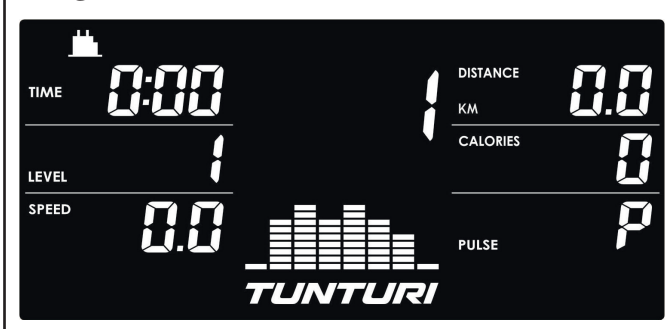 TIME 0:00
LEVEL 1
SPEED 0.0
1
DISTANCE
KM 0.0
CALORIES 0
PULSE P
TUNTURI